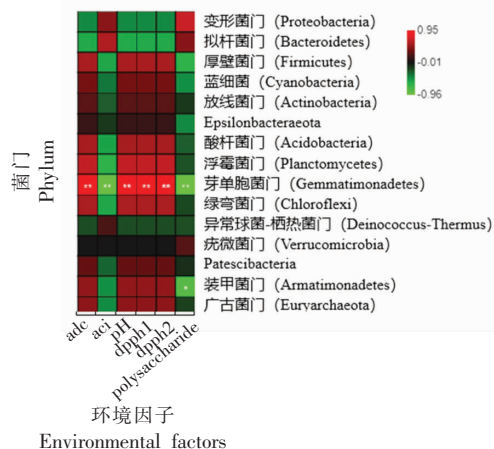 变形菌门（Proteobacteria)
拟杆菌门（Bacteroidetes)
厚壁菌门（Firmicutes)
蓝细菌（Cyanobacteria)
放线菌门（Actinobacteria)
Epsilonbacteraeota
酸杆菌门（Acidobacteria)
浮霉菌门（Planctomycetes)
芽单胞菌门（Gemmatimonadetes)
绿弯菌门（Chloroflexi)
异常球菌-栖热菌门（Deinococcus-Thermus)
疣微菌门（Verrucomicrobia)
Patescibacteria
装甲菌门（Armatimonadetes)
广古菌门（Euryarchaeota)
0.95
-0.01
-0.96
菌门
Phylum
** ** ** ** ** **
*
adc
aci
pH
dpph1
dpph2
polysaccharide
环境因子
Environmental factors